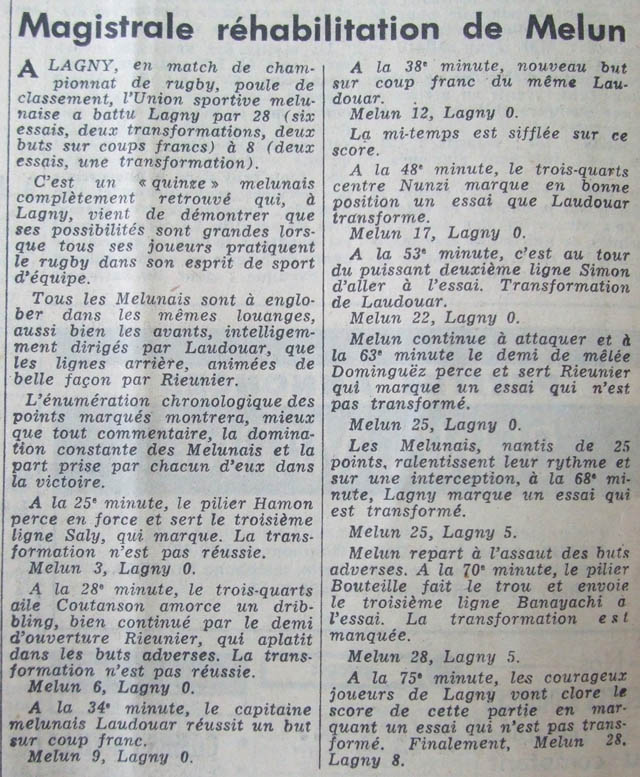 Magistrale réhabilitation de Melun
A LAGNY, en match de cham-
pionnat de rugby, poule de
classement, l'Union sportive melu-
naise a battu Lagny par 28 (six
essais, deux transformations, deux
buts sur coups francs) à 8 (deux
essais, une transformation).
C'est un « quinze » melunais
complètement retrouvé qui, à
Lagny, vient de démontrer que
ses possibilités sont grandes lors-
que tous ses joueurs pratiquent
le rugby dans son esprit de sport
d'équipe.
Tous les Melunais sont à englo-
ber dans les mêmes louanges,
aussi bien les avants, intelligem-
ment dirigés par Laudouar, que
les lignes arrière, animées de
belle façon par Rieunier.
L'énumération chronologique des
points marqués montrera, mieux
que tout commentaire, la domina-
tion constante des Melunais et la
part prise par chacun d'eux dans
la victoire.
A la 25e minute, le pilier Hamon
perce en force et sert le troisième
ligne Saly, qui marque. La trans-
formation n'est pas réussie.
Melun 3, Lagny 0.
A la 28e minute, le trois-quarts
aile Coutanson amorce un drib-
bling, bien continué par le demi
d'ouverture Rieunier, qui aplatit
dans les buts adverses. La trans-
formation n'est pas réussie.
Melun 6, Lagny 0.
A la 34e minute, le capitaine
melunais Laudouar réussit un but
sur coup franc.
Melun 9, Lagny 0.
A la 38e minute, nouveau but
sur coup franc du même Lau-
douar.
Melun 12, Lagny 0.
La mi-temps est sifflée sur ce
score.
A la 48e minute, le trois-quarts
centre Nunzi marque en bonne
position un essai que Laudouar
transforme.
Melun 17, Lagny 0.
A la 53e minute, c'est au tour
du puissant deuxième ligne Simon
d'aller à l'essai. Transformation
de Laudouar.
Melun 22, Lagny 0.
Melun continue à attaquer et à
la 63e minute le demi de mêlée
Dominguëz perce et sert Rieunier
qui marque un essai qui n'est
pas transformé.
Melun 25, Lagny 0.
Les Melunais, nantis de 25
points, ralentissent leur rythme et
sur une interception, à la 68e mi-
nute, Lagny marque un essai qui
est transformé.
Melun 25, Lagny 5.
Melun repart à l'assaut des buts
adverses. A la 70e minute, le pilier
Bouteille fait le trou et envoie
le troisième ligne Banayachi a
l'essai. La transformation est
manquée.
Melun 28, Lagny 5.
A la 75e minute, les courageux
joueurs de Lagny vont clore le
score de cette partie en mar-
quant un essai qui n'est pas trans-
formé. Finalement, Melun 28.
Lagny 8.